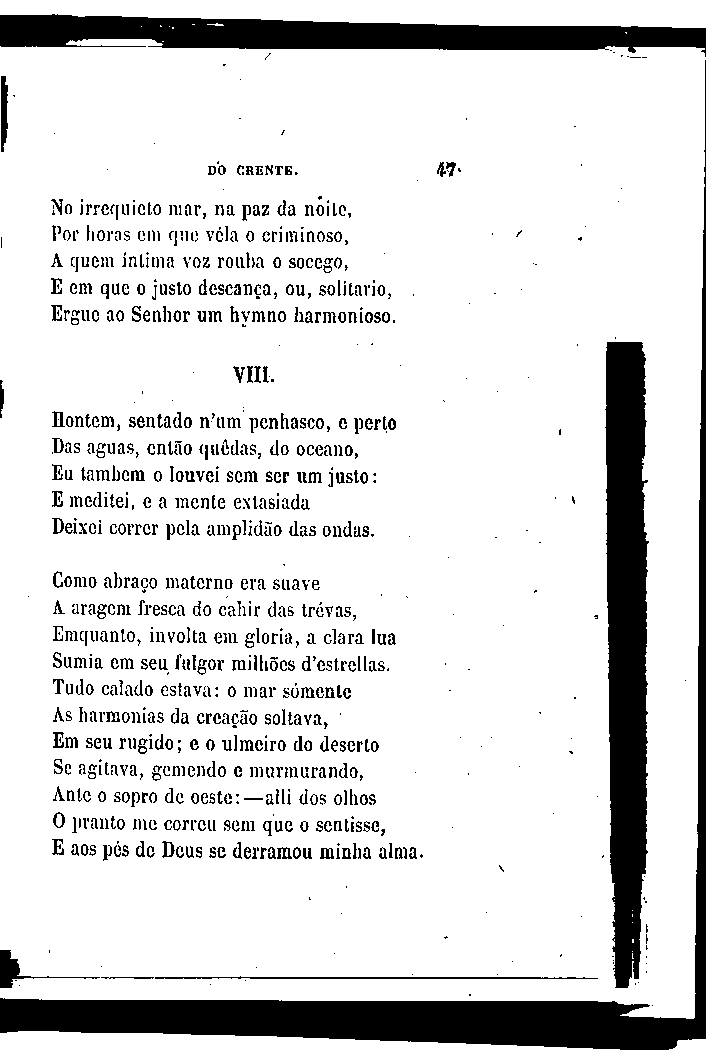 DO CRENTE. 47
No irrequieto mar, na paz da noite,
Por horas em que véla o criminoso,
A quem íntima voz rouba o socego,
E em que o justo descança, ou, solitario,
Ergue ao Senhor um hymno harmonioso.
VIII.
Hontem, sentado n'um penhasco, e perto
Das aguas, então quêdas, do oceano,
Eu tambem o louvei sem ser um justo:
E meditei, e a mente extasiada
Deixei correr pela amplidão das ondas.
Como abraço materno era suave
A aragem fresca do cahir das trévas,
Emquanto, involta em gloria, a clara lua
Sumia em seu fulgor milhões d'estrellas.
Tudo calado estava: o mar sómente
As harmonias da creação soltava,
Em seu rugido; e o ulmeiro do deserto
Se agitava, gemendo e murmurando,
Ante o sopro de oeste:—alli dos olhos
O pranto me correu sem que o sentisse,
E aos pés de Deus se derramou minha alma.